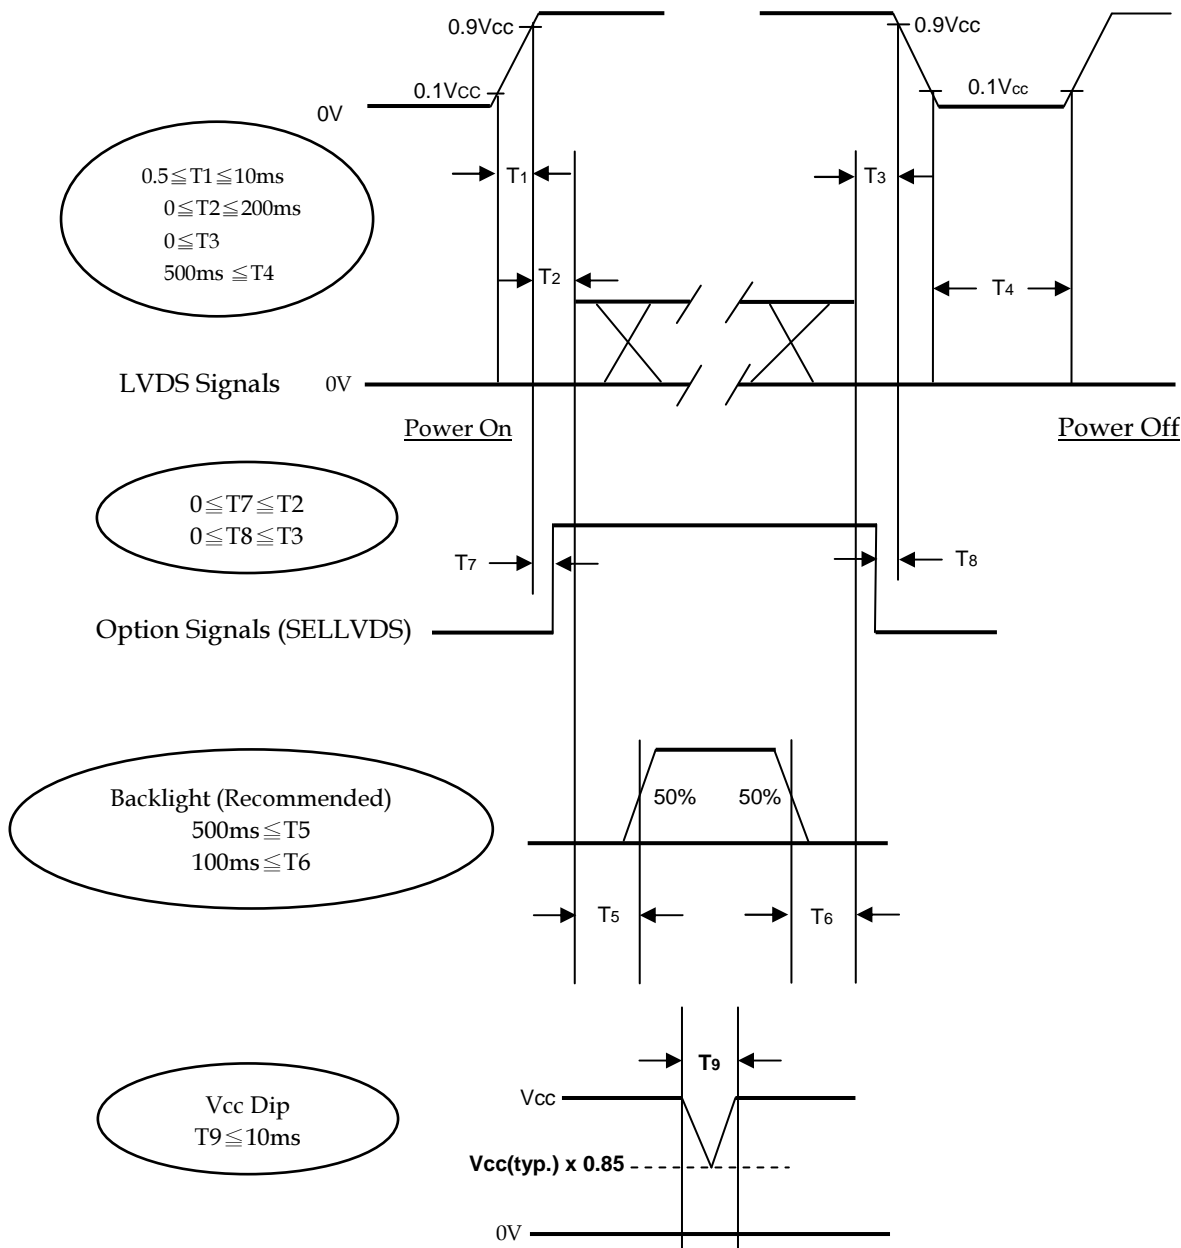 0.9Vcc
0.9Vcc
0.1Vcc
0.1Vcc
0V
0.5≦T1≦10ms
0≦T2≦200ms
0≦T3
500ms ≦T4
T1
T3
T2
T4
LVDS Signals
0V
Power On
Power Off
0≦T7≦T2
0≦T8≦T3
T7
T8
Option Signals (SELLVDS)
Backlight (Recommended)
500ms≦T5
100ms≦T6
50%
50%
T5
T6
T9
Vcc Dip
T9≦10ms
Vcc
Vcc(typ.) x 0.85
0V